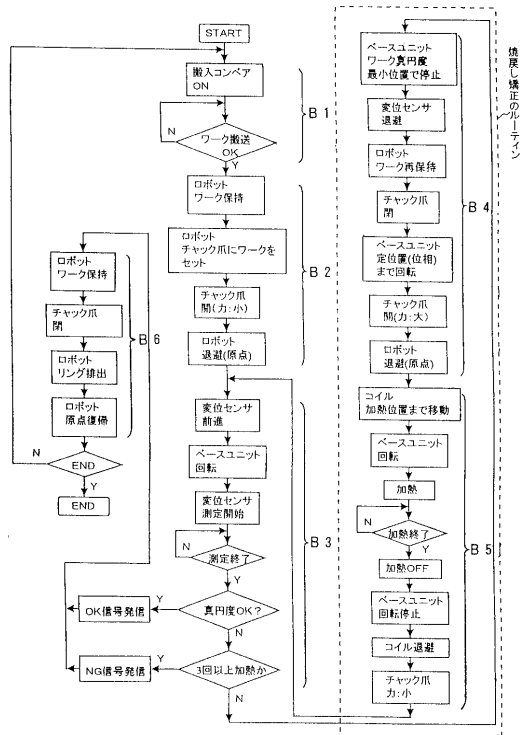 START
搬入コンベア
ON
N
ワーク搬送
OK
Y
B 1
ロボット
ワーク保持
ロボット
チャック爪にワークを
セット
チャック爪
開(力:小)
ロボット
退避(原点)
B 2
変位センサ
前進
ベースユニット
回転
変位センサ
測定開始
N
測定終了
Y
真円度OK?
Y
OK信号発信
N
3回以上加熱か
Y
NG信号発信
N
B 3
ロボット
ワーク保持
チャック爪
閉
ロボット
リング排出
ロボット
原点復帰
B 6
N
END
Y
END
ベースユニット
ワーク真円度
最小位置で停止
変位センサ
退避
ロボット
ワーク再保持
チャック爪
閉
ベースユニット
定位置(位相)
まで回転
チャック爪
開(力:大)
ロボット
退避(原点)
B 4
コイル
加熱位置まで移動
ベースユニット
回転
加熱
N
加熱終了
Y
加熱OFF
ベースユニット
回転停止
コイル退避
チャック爪
力:小
B 5
焼戻し矯正のルーティン